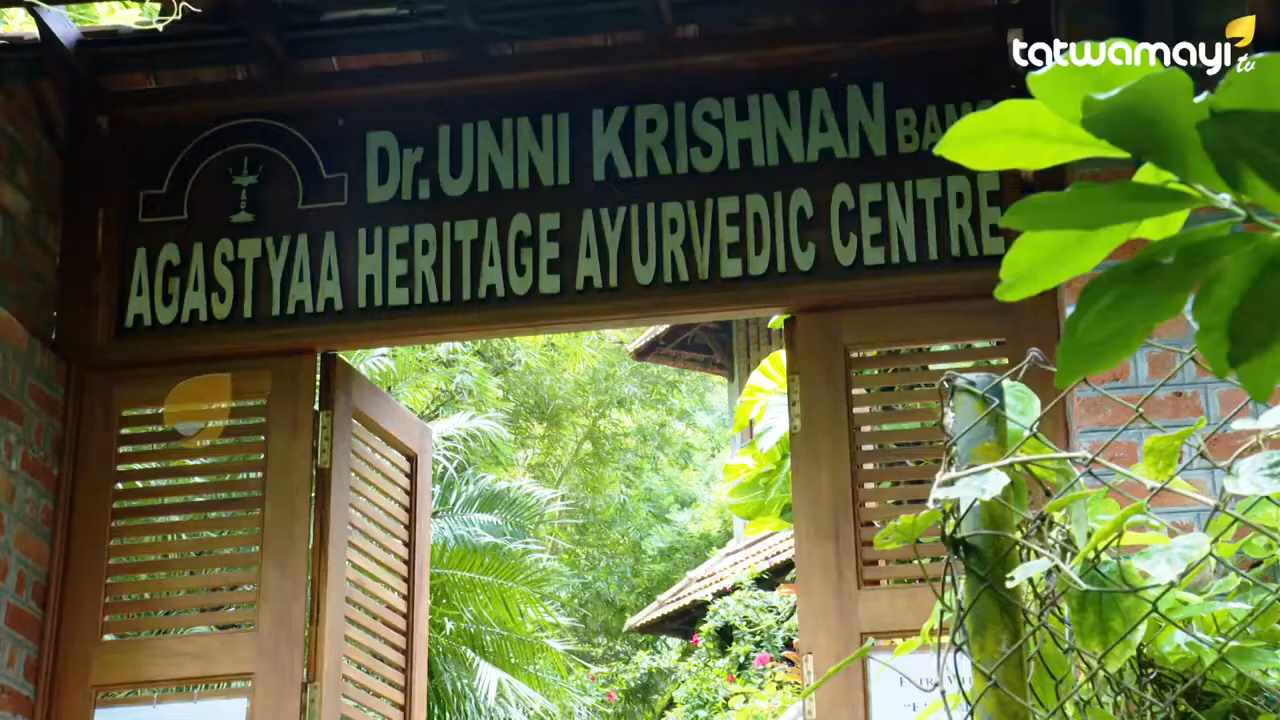 tatwamayi tv
Dr. UNNI KRISHNAN
AGASTYAA HERITAGE AYURVEDIC CENTRE